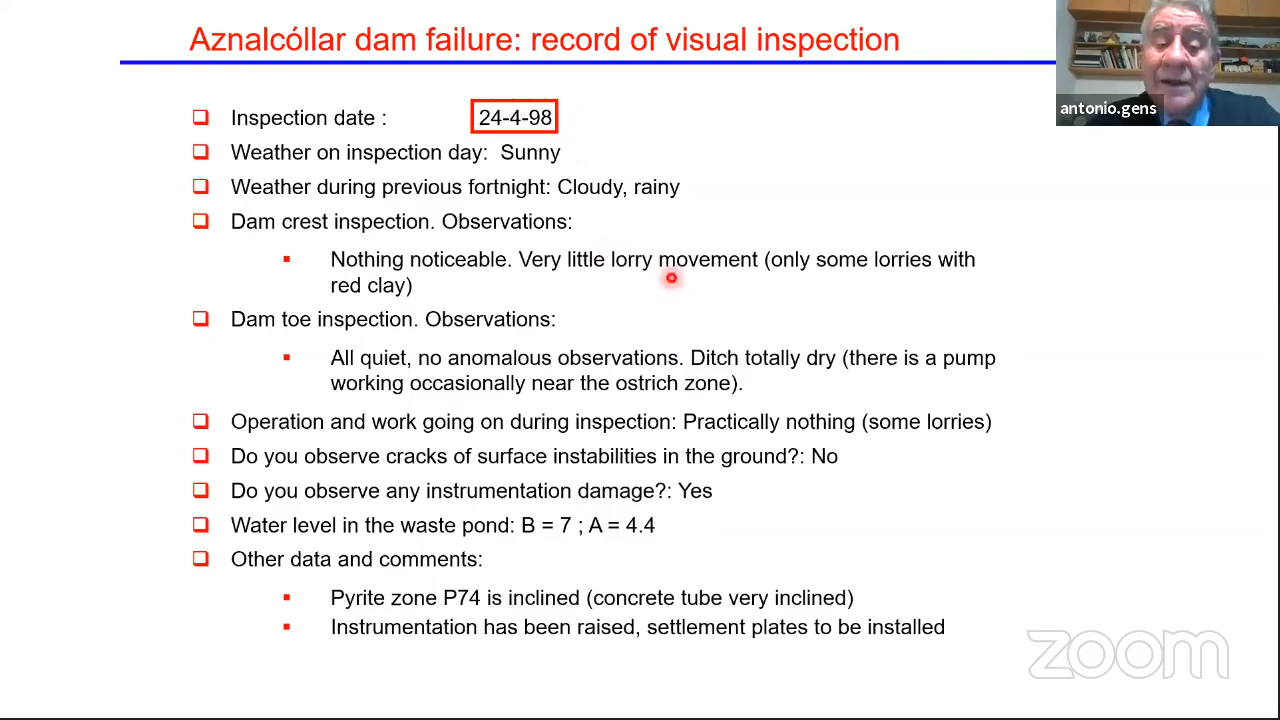 Aznalcóllar dam failure: record of visual inspection
antonio.gens
Inspection date : 24-4-98
Weather on inspection day: Sunny
Weather during previous fortnight: Cloudy, rainy
Dam crest inspection. Observations:
Nothing noticeable. Very little lorry movement (only some lorries with
red clay)
Dam toe inspection. Observations:
All quiet, no anomalous observations. Ditch totally dry (there is a pump
working occasionally near the ostrich zone).
Operation and work going on during inspection: Practically nothing (some lorries)
Do you observe cracks of surface instabilities in the ground?: No
Do you observe any instrumentation damage?: Yes
Water level in the waste pond: B = 7 ; A = 4.4
Other data and comments:
Pyrite zone P74 is inclined (concrete tube very inclined)
Instrumentation has been raised, settlement plates to be installed
zoom